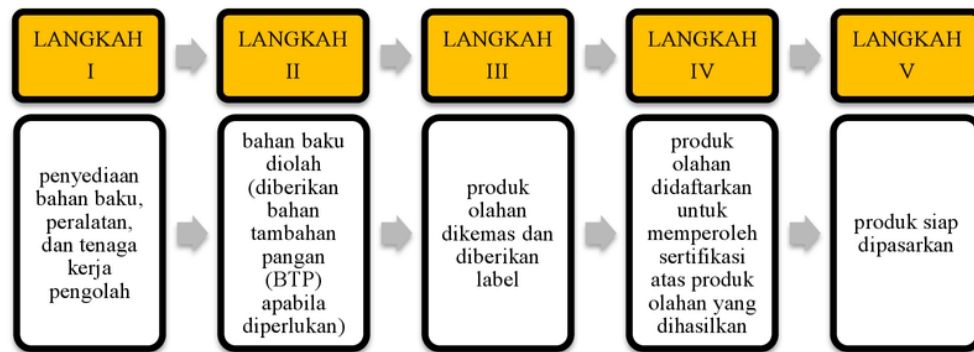 LANGKAH
I
LANGKAH
II
LANGKAH
III
LANGKAH
IV
LANGKAH
V
penyediaan
bahan baku,
peralatan,
dan tenaga
kerja
pengolah
bahan baku
diolah
(diberikan
bahan
tambahan
pangan
(BTP)
apabila
diperlukan)
produk
olahan
dikemas dan
diberikan
label
produk
olahan
didaftarkan
untuk
memperoleh
sertifikasi
atas produk
olahan yang
dihasilkan
produk siap
dipasarkan